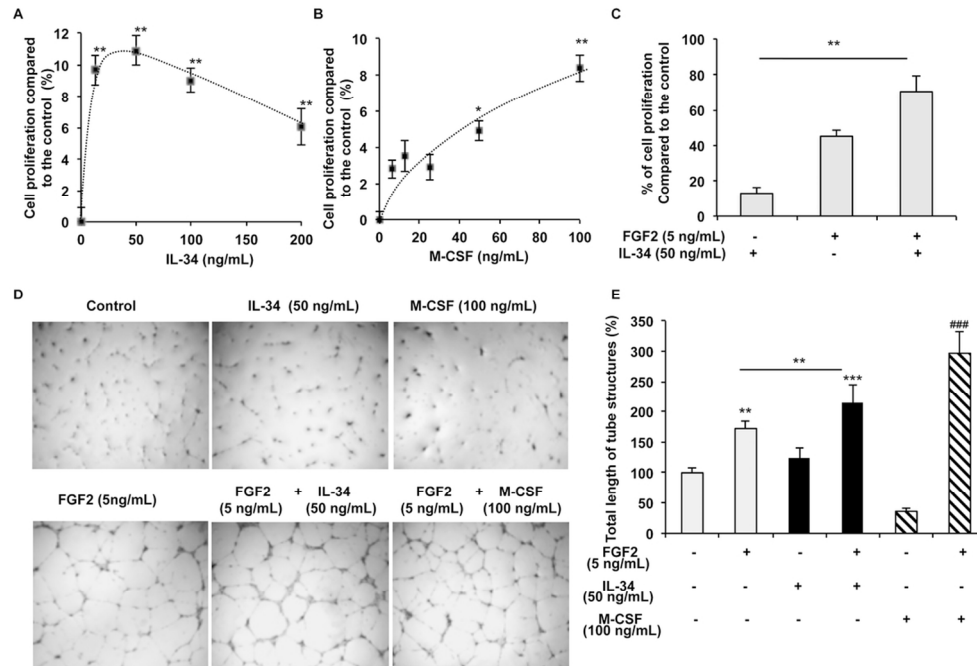 A
Cell proliferation compared
to the control (%)
12
10
8
6
4
2
0
**
**
**
**
0
50
100
150
200
IL-34 (ng/mL)
B
Cell proliferation compared
to the control (%)
12
10
8
6
4
2
0
*
**
0
20
40
60
80
100
M-CSF (ng/mL)
C
% of cell proliferation
Compared to the control
100
80
60
40
20
0
**
FGF2 (5 ng/mL) - + +
IL-34 (50 ng/mL) + - +
D
Control
IL-34 (50 ng/mL)
M-CSF (100 ng/mL)
FGF2 (5ng/mL)
FGF2 + IL-34
(5 ng/mL) (50 ng/mL)
FGF2 + M-CSF
(5 ng/mL) (100 ng/mL)
E
Total length of tube structures (%)
350
300
250
200
150
100
50
0
**
**
***
###
FGF2 - + - + - +
(5 ng/mL)
IL-34 - - + + - -
(50 ng/mL)
M-CSF - - - - + +
(100 ng/mL)